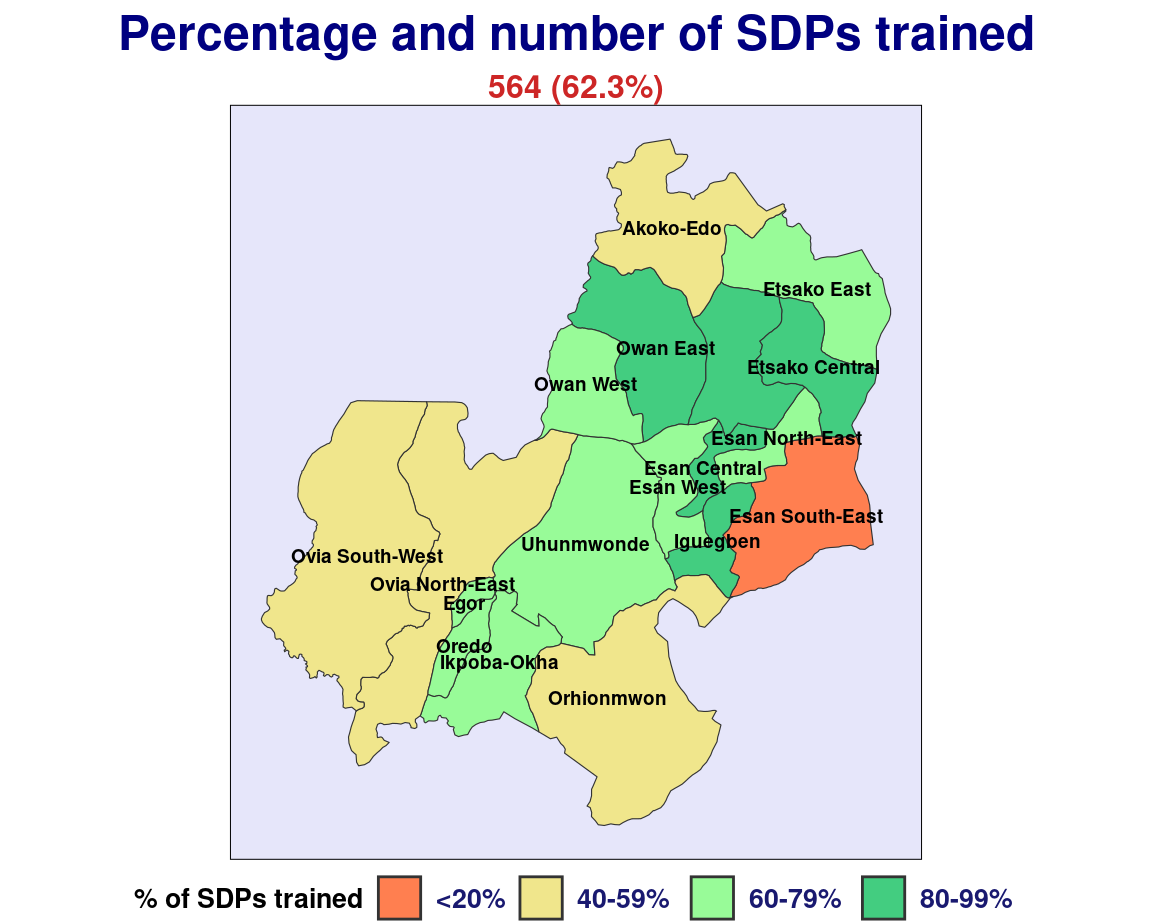 Percentage and number of SDPs trained
564 (62.3%)
Akoko-Edo
Etsako East
Owan East
Etsako Central
Owan West
Esan North-East
Esan Central
Esan West
Esan South-East
Iguegben
Uhunmwonde
Ovia South-West
Ovia North-East
Egor
Oredo
Ikpoba-Okha
Orhionmwon
% of SDPs trained <20% 40-59% 60-79% 80-99%